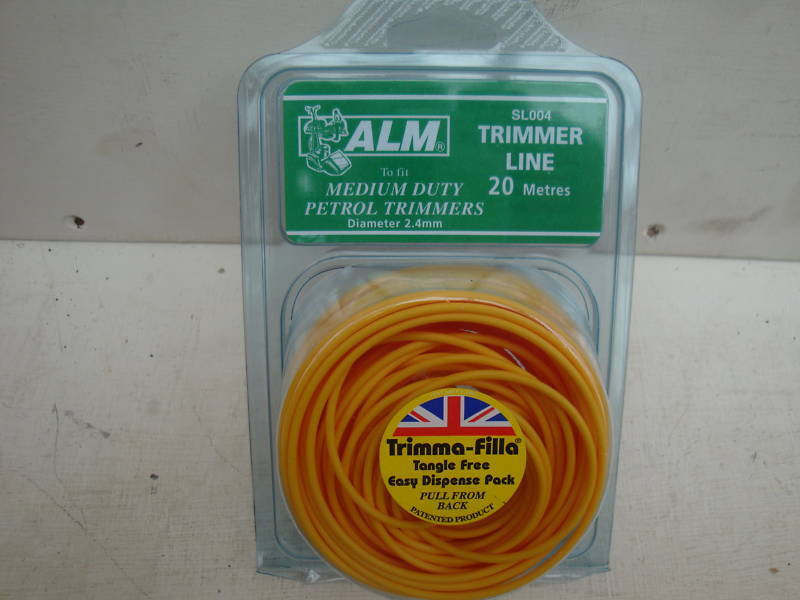 ALM®
SL004
TRIMMER
LINE
20 Metres
To fit
MEDIUM DUTY
PETROL TRIMMERS
Diameter 2.4mm
Trimma-Filla®
Tangle Free
Easy Dispense Pack
PULL FROM
BACK
PATENTED PRODUCT